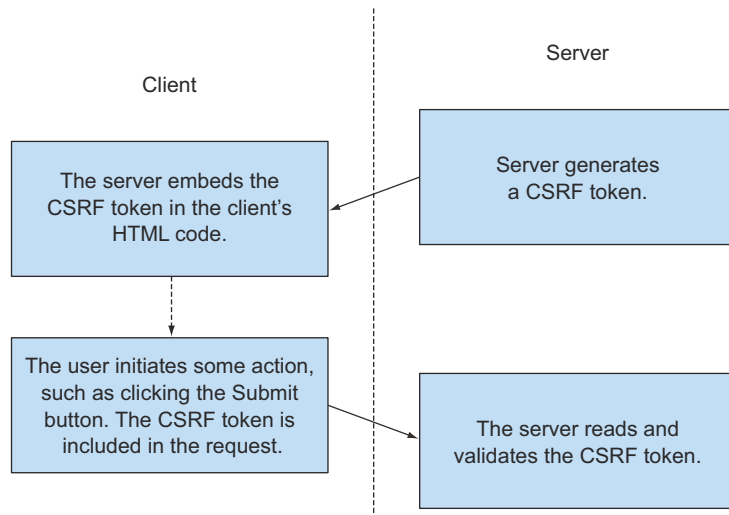 Client
Server
Server generates
a CSRF token.
The server embeds the
CSRF token in the client’s
HTML code.
The user initiates some action,
such as clicking the Submit
button. The CSRF token is
included in the request.
The server reads and
validates the CSRF token.